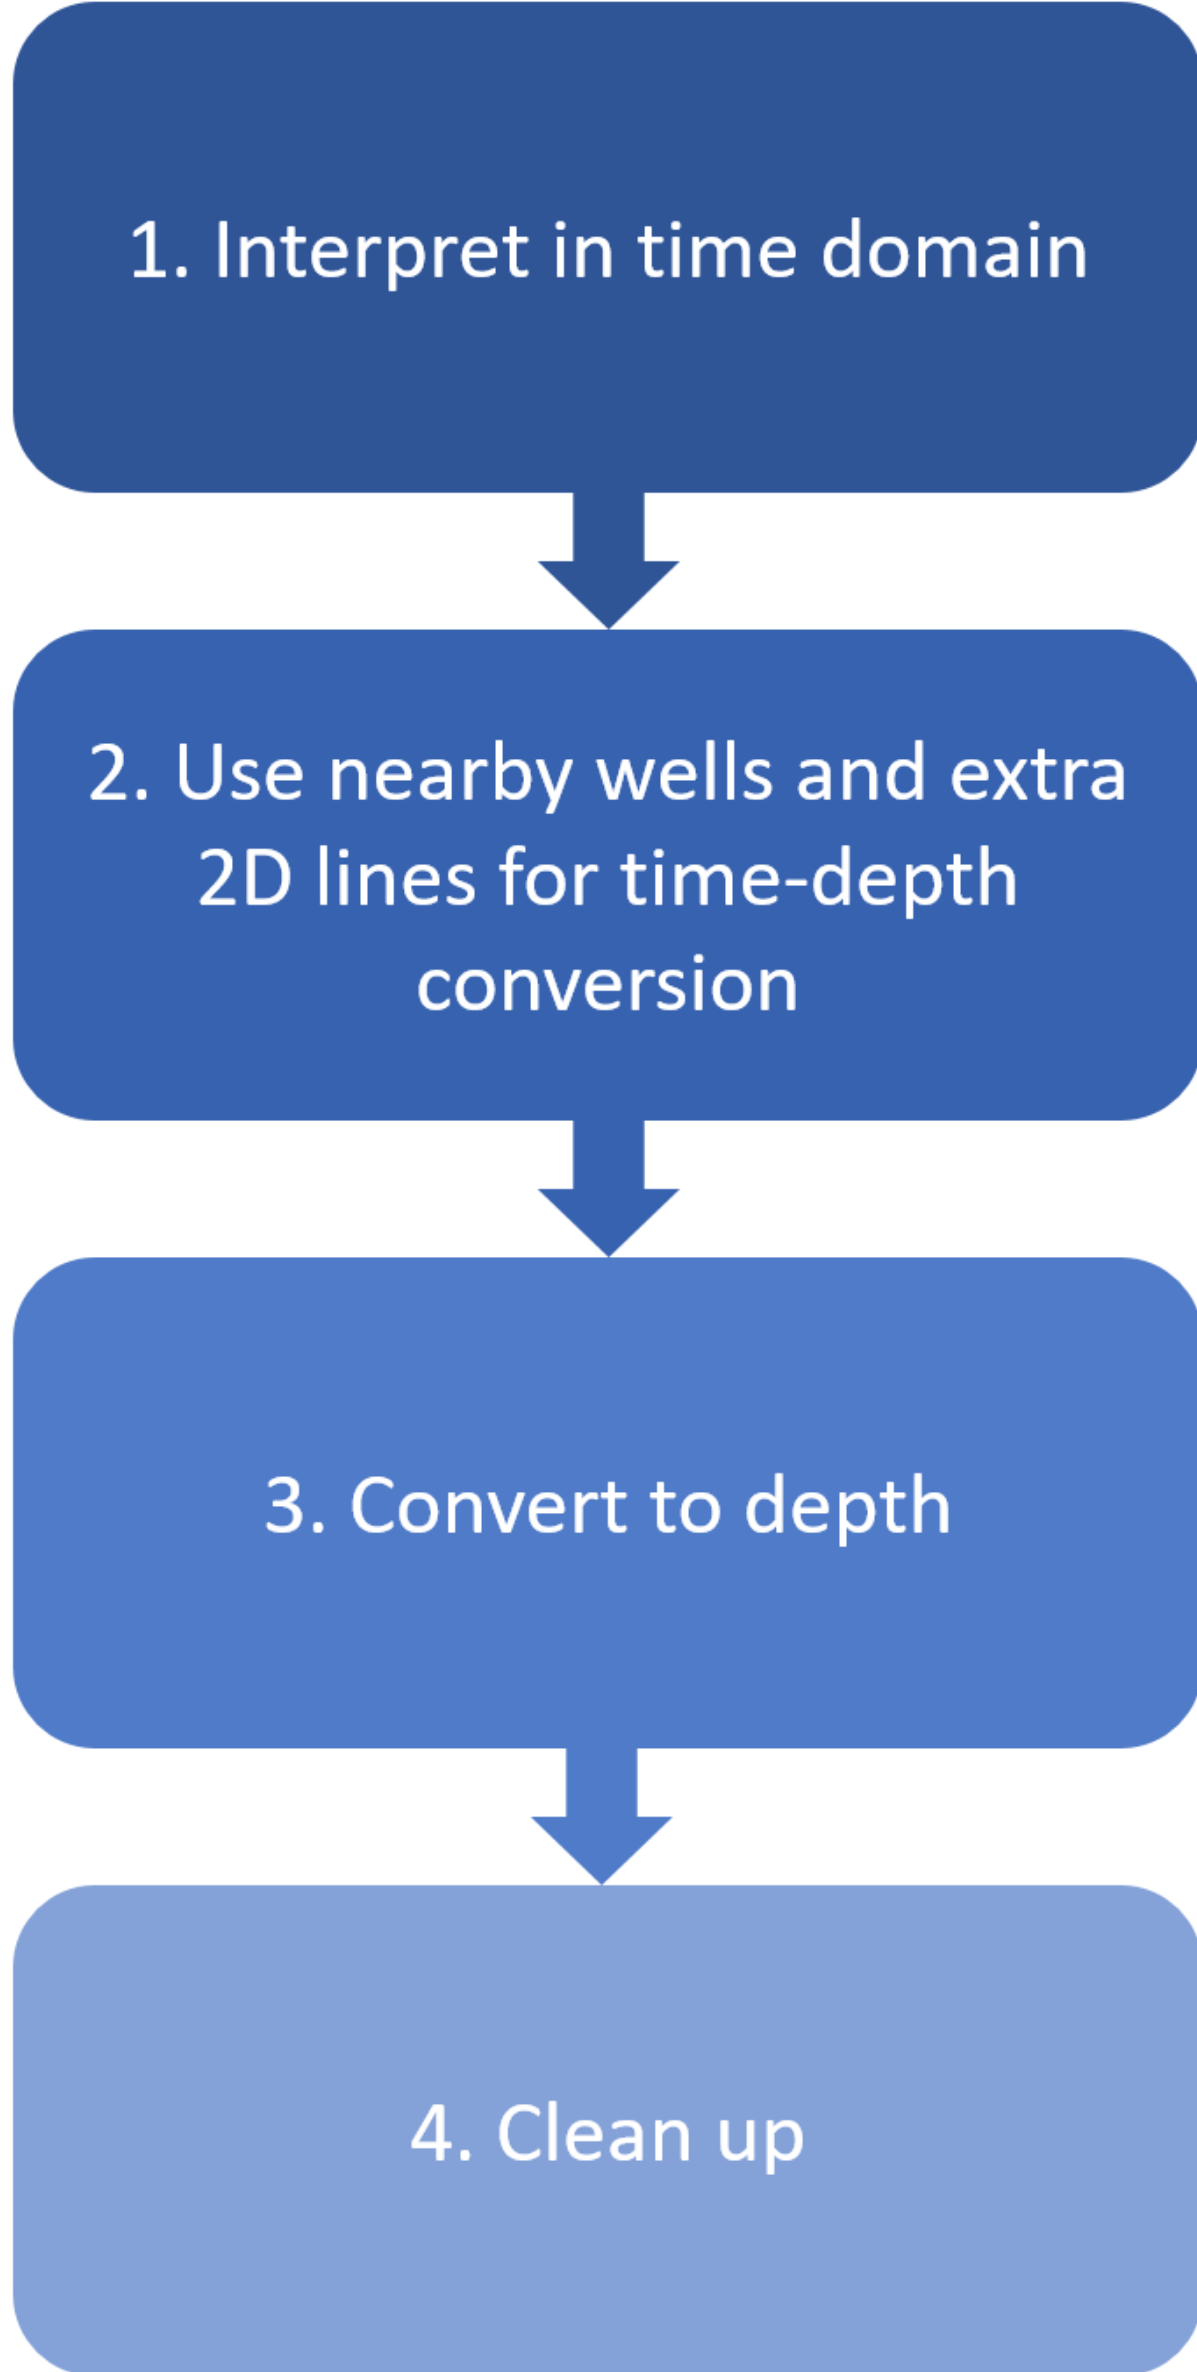 1. Interpret in time domain
2. Use nearby wells and extra
2D lines for time-depth
conversion
3. Convert to depth
4. Clean up